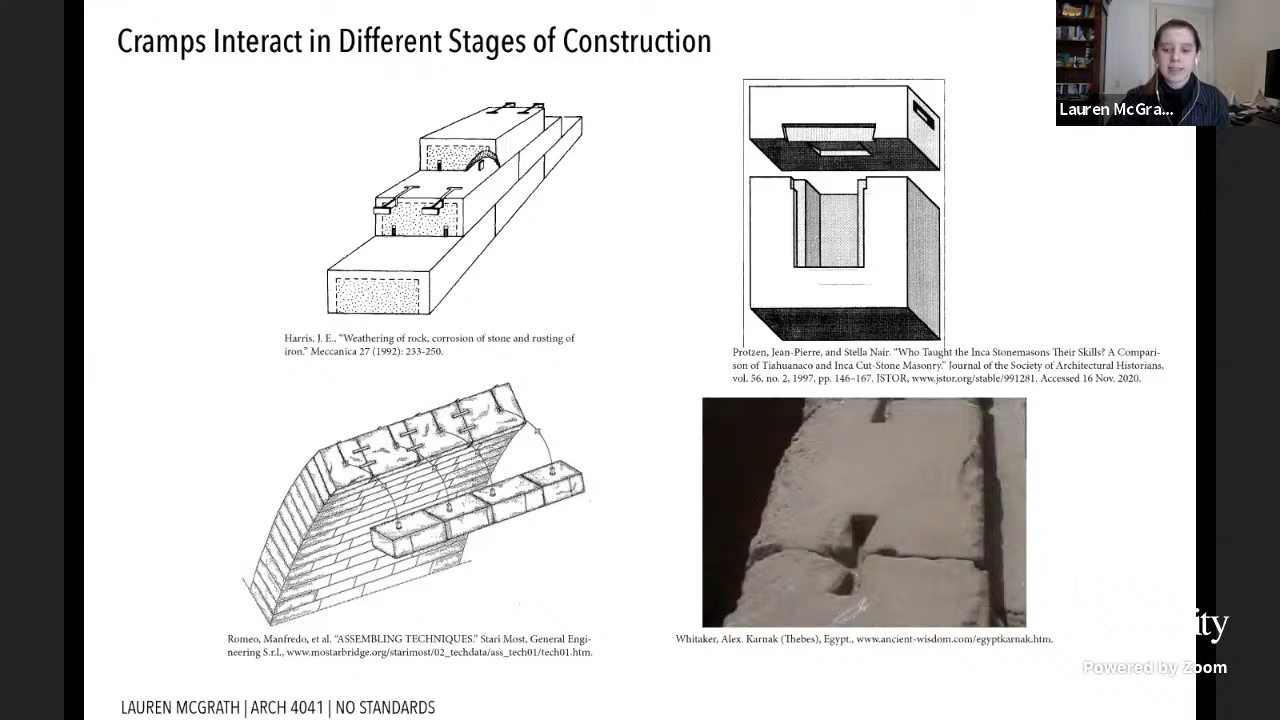 Cramps Interact in Different Stages of Construction
Lauren McGra...
Harris, J. E.. “Weathering of rock, corrosion of stone and rusting of
iron.” Meccanica 27 (1992): 233-250.
Protzen, Jean-Pierre, and Stella Nair. “Who Taught the Inca Stonemasons Their Skills? A Compari-
son of Tiahuanaco and Inca Cut-Stone Masonry.” Journal of the Society of Architectural Historians,
vol. 56, no. 2, 1997, pp. 146–167. JSTOR, www.jstor.org/stable/991281. Accessed 16 Nov. 2020.
Romeo, Manfredo, et al. “ASSEMBLING TECHNIQUES.” Stari Most, General Engi-
neering S.r.l., www.mostarbridge.org/starimost/02_techdata/ass_tech01/tech01.htm.
Whitaker, Alex. Karnak (Thebes), Egypt., www.ancient-wisdom.com/egyptkarnak.htm.
Powered by Zoom
LAUREN MCGRATH | ARCH 4041 | NO STANDARDS